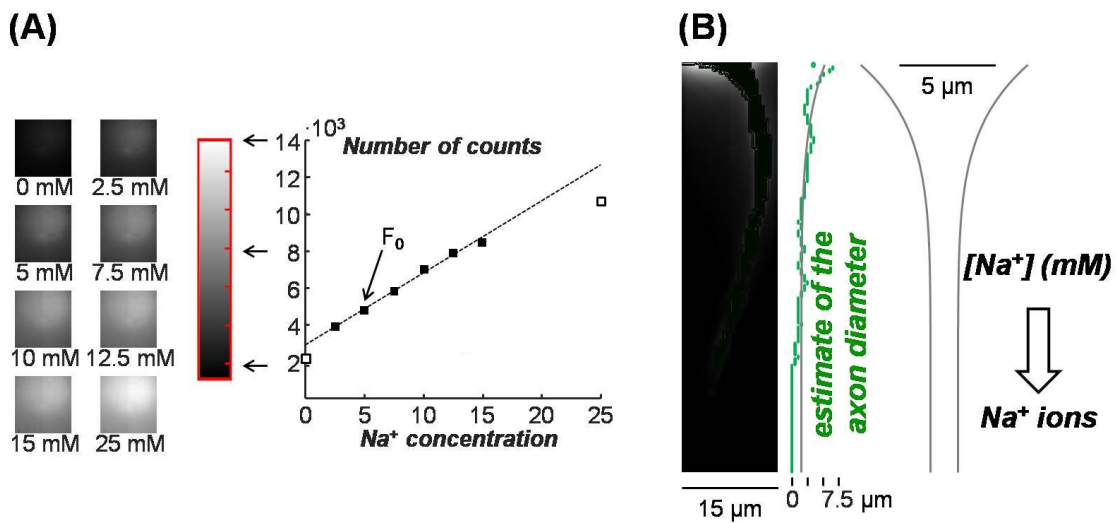 (A)
0 mM 2.5 mM
5 mM 7.5 mM
10 mM 12.5 mM
15 mM 25 mM
·10³
Number of counts
14
12
10
8
6
4
2
F₀
0 5 10 15 20 25
Na⁺ concentration
(B)
5 µm
estimate of the
axon diameter
[Na⁺] (mM)
Na⁺ ions
15 µm
0 7.5 µm